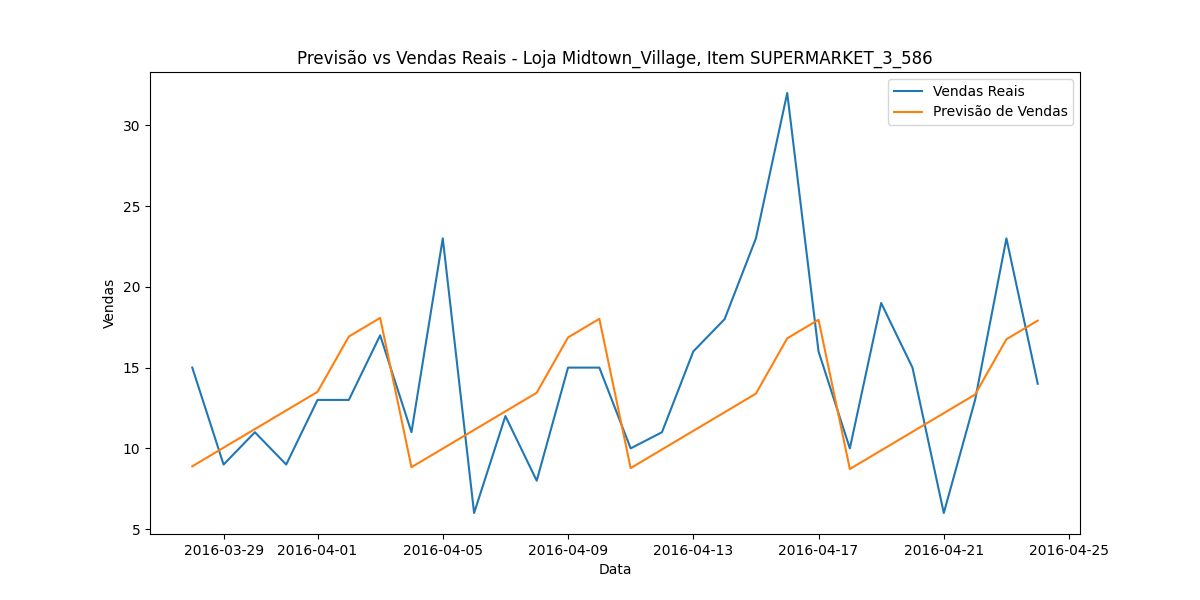 Previsão vs Vendas Reais - Loja Midtown_Village, Item SUPERMARKET_3_586
Vendas Reais
Previsão de Vendas
30
25
20
15
10
5
Vendas
2016-03-29 2016-04-01 2016-04-05 2016-04-09 2016-04-13 2016-04-17 2016-04-21 2016-04-25
Data